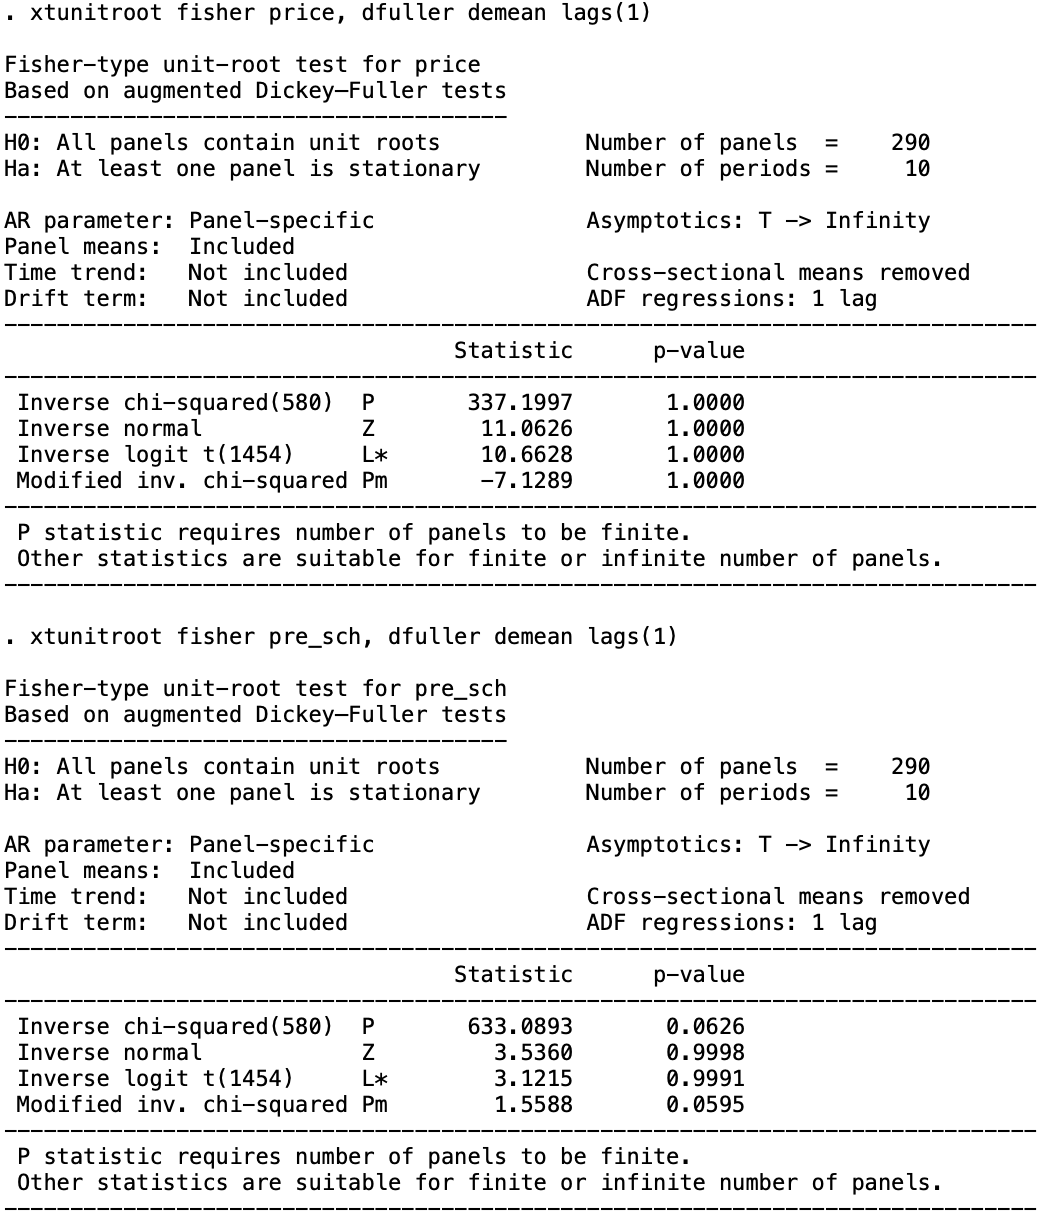 . xtunitroot fisher price, dfuller demean lags(1)
Fisher-type unit-root test for price
Based on augmented Dickey–Fuller tests
---------------------------------------
H0: All panels contain unit roots           Number of panels  =    290
Ha: At least one panel is stationary        Number of periods =     10
AR parameter: Panel-specific                Asymptotics: T -> Infinity
Panel means:  Included
Time trend:   Not included                  Cross-sectional means removed
Drift term:   Not included                  ADF regressions: 1 lag
------------------------------------------------------------------------------
                                  Statistic      p-value
------------------------------------------------------------------------------
 Inverse chi-squared(580)  P        337.1997       1.0000
 Inverse normal            Z         11.0626       1.0000
 Inverse logit t(1454)     L*        10.6628       1.0000
 Modified inv. chi-squared Pm        -7.1289       1.0000
------------------------------------------------------------------------------
 P statistic requires number of panels to be finite.
 Other statistics are suitable for finite or infinite number of panels.
------------------------------------------------------------------------------
. xtunitroot fisher pre_sch, dfuller demean lags(1)
Fisher-type unit-root test for pre_sch
Based on augmented Dickey–Fuller tests
---------------------------------------
H0: All panels contain unit roots           Number of panels  =    290
Ha: At least one panel is stationary        Number of periods =     10
AR parameter: Panel-specific                Asymptotics: T -> Infinity
Panel means:  Included
Time trend:   Not included                  Cross-sectional means removed
Drift term:   Not included                  ADF regressions: 1 lag
------------------------------------------------------------------------------
                                  Statistic      p-value
------------------------------------------------------------------------------
 Inverse chi-squared(580)  P        633.0893       0.0626
 Inverse normal            Z          3.5360       0.9998
 Inverse logit t(1454)     L*         3.1215       0.9991
 Modified inv. chi-squared Pm         1.5588       0.0595
------------------------------------------------------------------------------
 P statistic requires number of panels to be finite.
 Other statistics are suitable for finite or infinite number of panels.
------------------------------------------------------------------------------